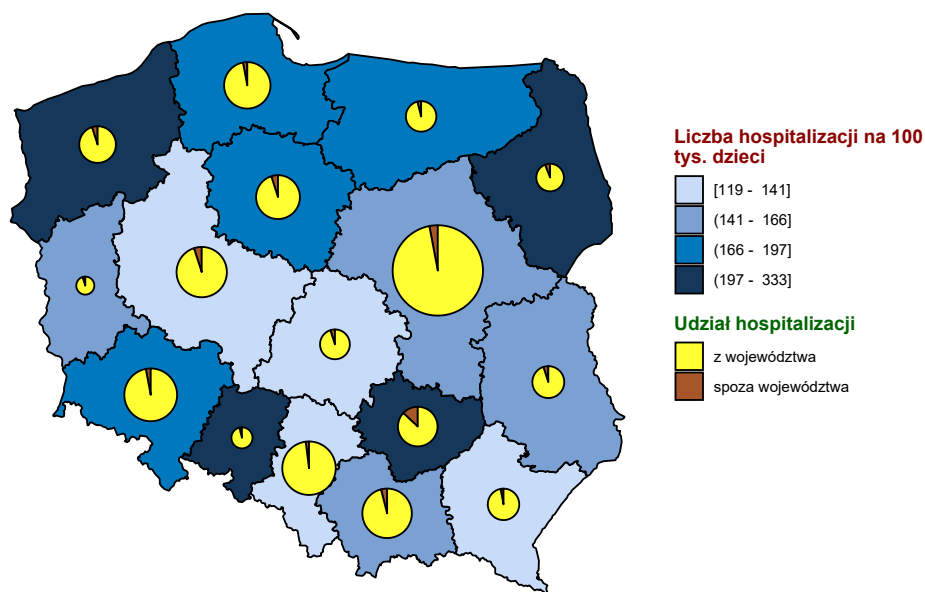 Liczba hospitalizacji na 100
tys. dzieci
[119 - 141]
(141 - 166]
(166 - 197]
(197 - 333]
Udział hospitalizacji
z województwa
spoza województwa